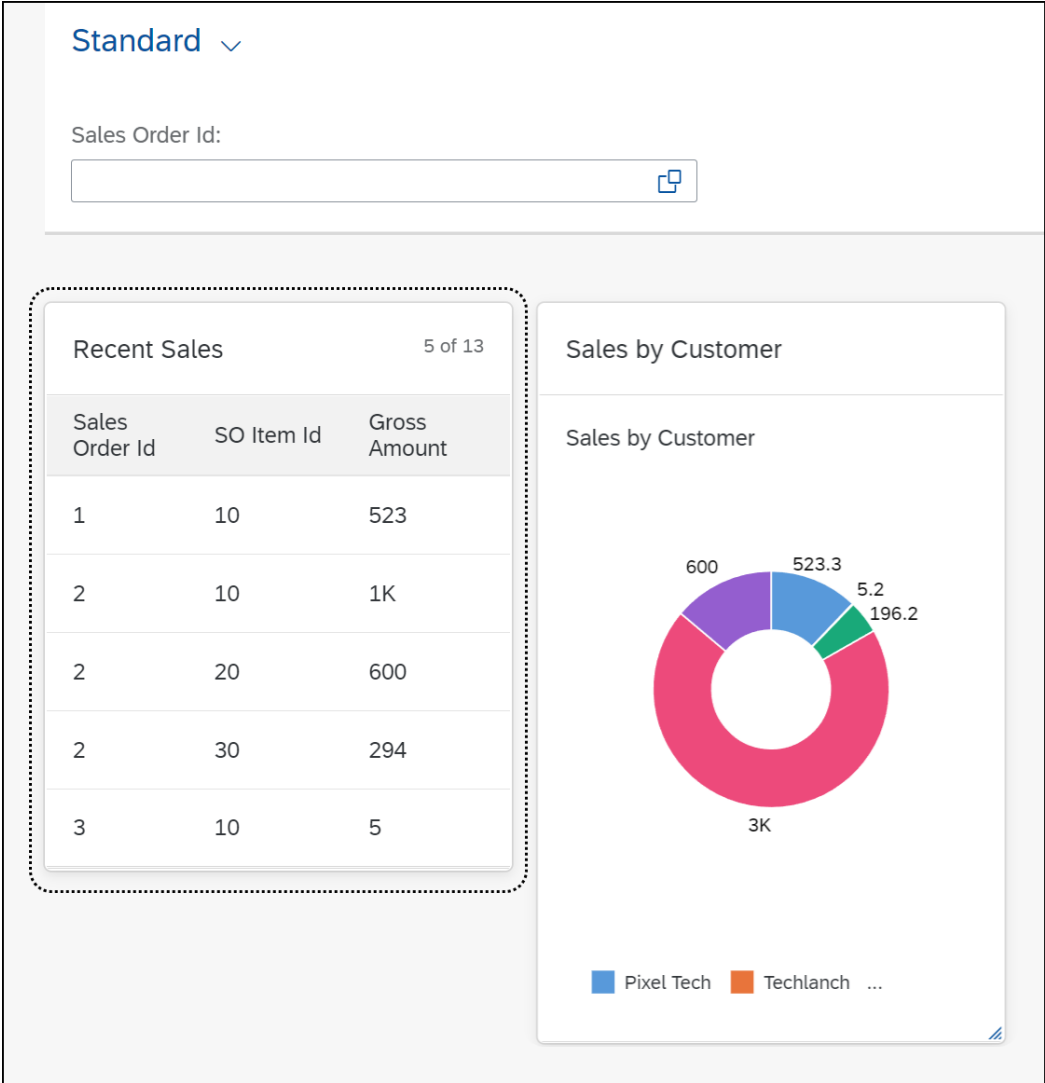 Standard
Sales Order Id:
Recent Sales 5 of 13
Sales Order Id SO Item Id Gross Amount
1 10 523
2 10 1K
2 20 600
2 30 294
3 10 5
Sales by Customer
Sales by Customer
600 523.3
5.2
196.2
3K
Pixel Tech Techlanch ...